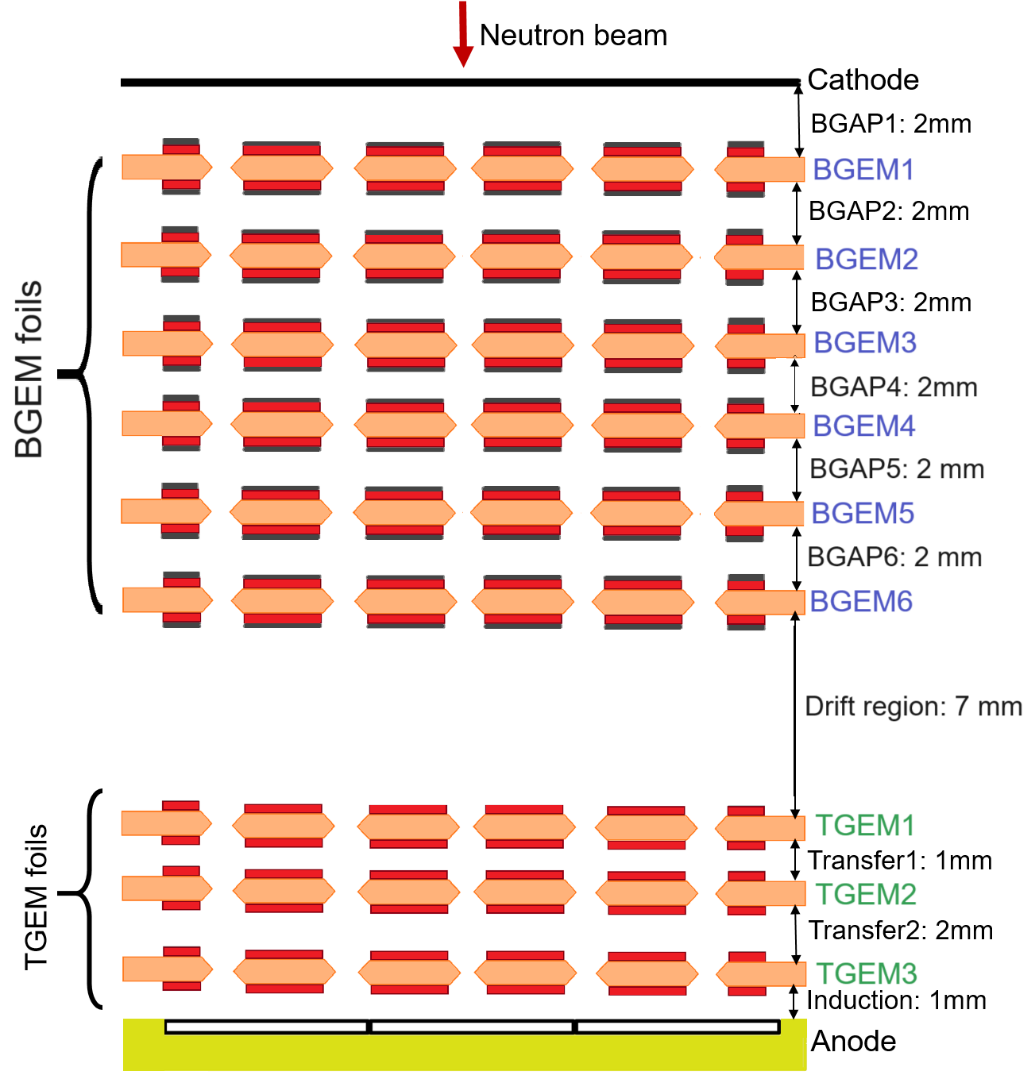 Neutron beam
Cathode
BGAP1: 2mm
BGEM1
BGAP2: 2mm
BGEM2
BGAP3: 2mm
BGEM3
BGAP4: 2mm
BGEM4
BGAP5: 2 mm
BGEM5
BGAP6: 2 mm
BGEM6
BGEM foils
Drift region: 7 mm
TGEM1
Transfer1: 1mm
TGEM2
Transfer2: 2mm
TGEM3
Induction: 1mm
TGEM foils
Anode